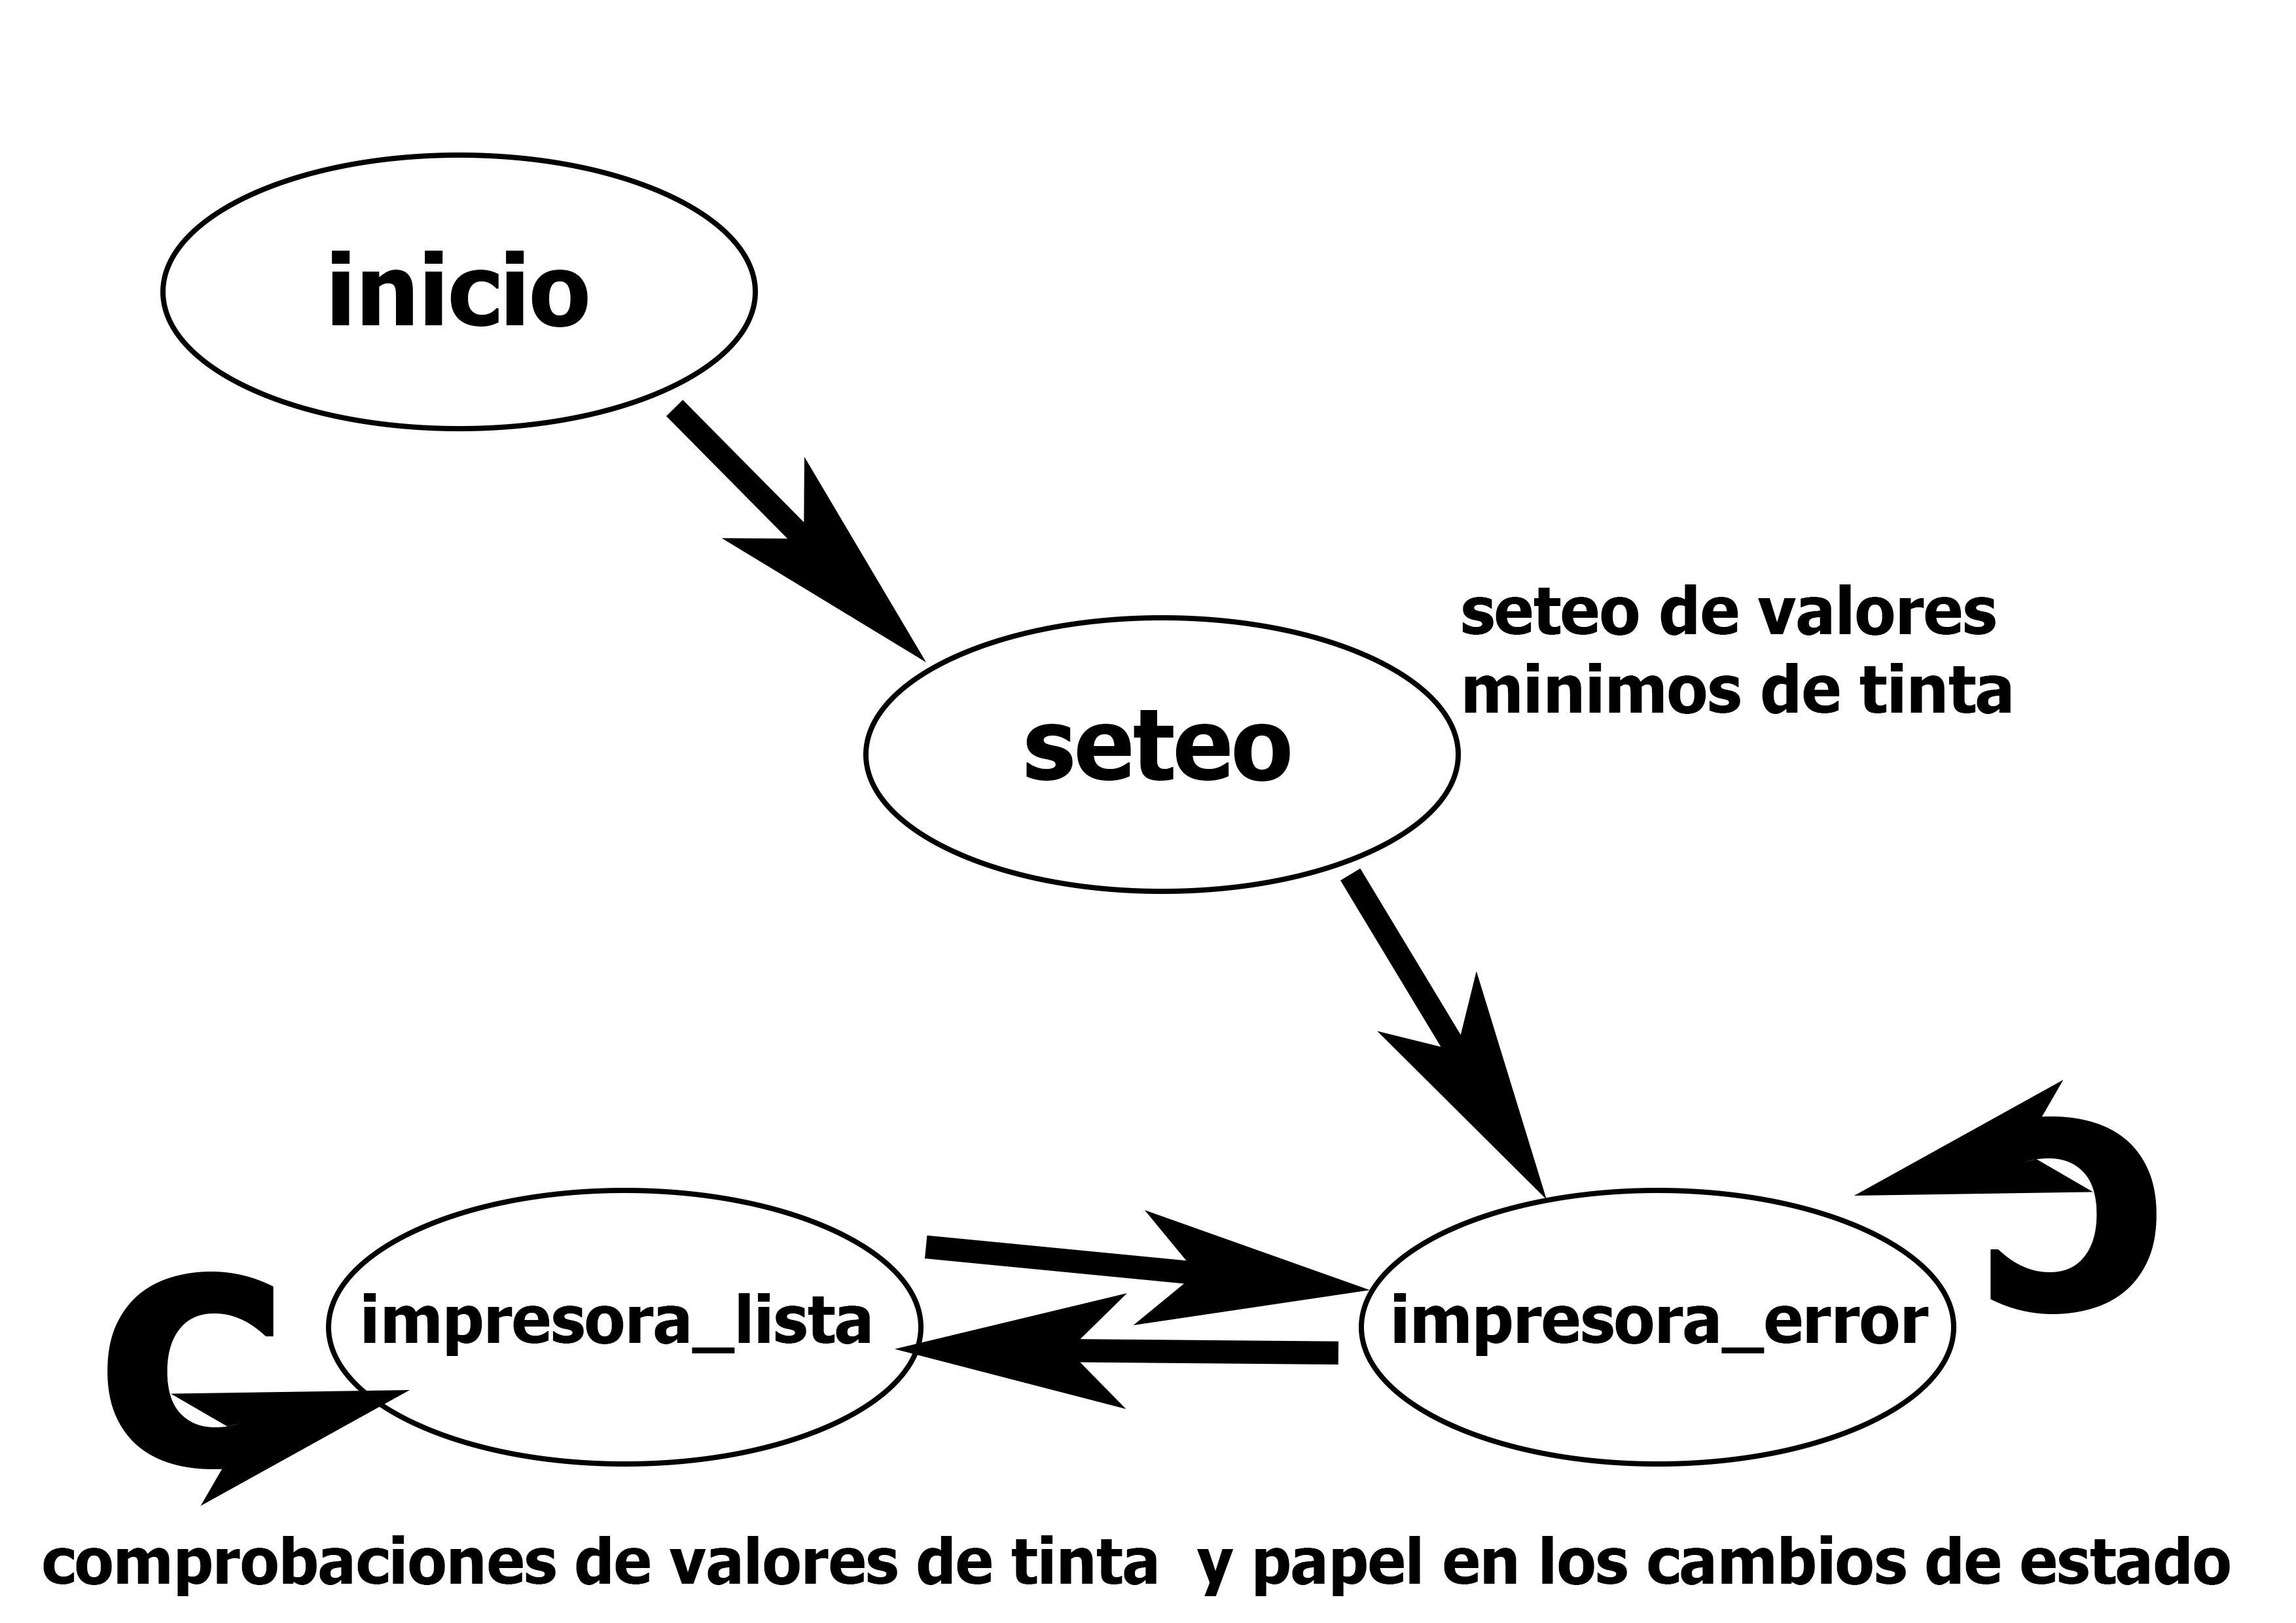 inicio
seteo de valores
minimos de tinta
seteo
impresora_lista
impresora_error
comprobaciones de valores de tinta  y papel en los cambios de estado